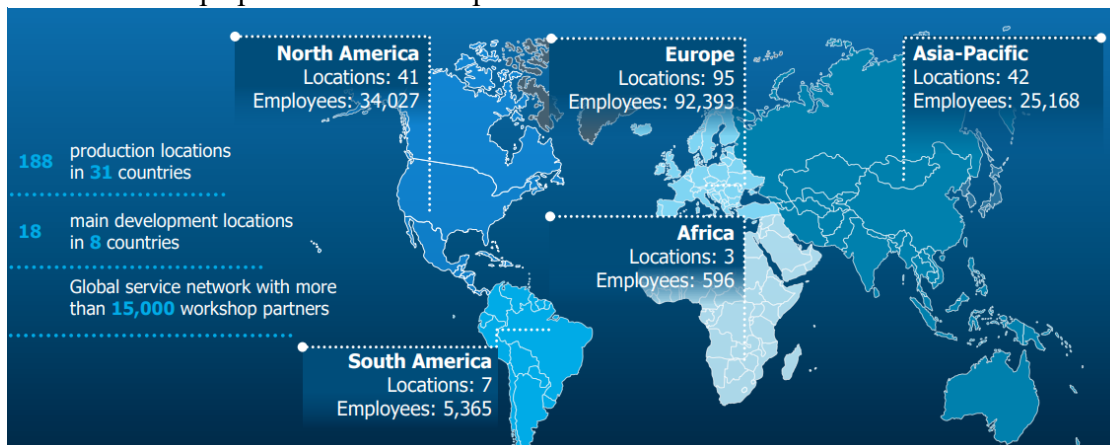 North America
Locations: 41
Employees: 34,027
Europe
Locations: 95
Employees: 92,393
Asia-Pacific
Locations: 42
Employees: 25,168
188 production locations
in 31 countries
18 main development locations
in 8 countries
Global service network with more
than 15,000 workshop partners
Africa
Locations: 3
Employees: 596
South America
Locations: 7
Employees: 5,365